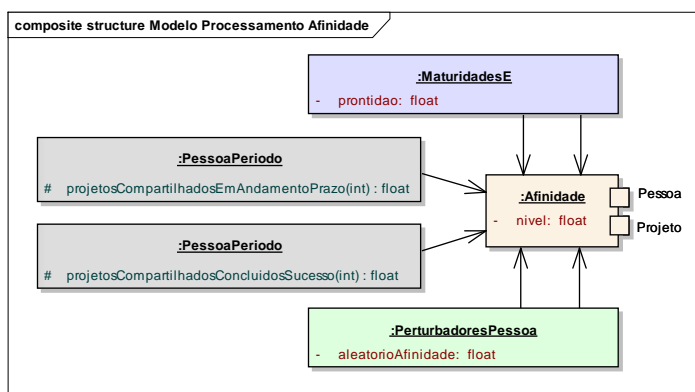 composite structure Modelo Processamento Afinidade
:MaturidadesE
- prontidao: float
:PessoaPeriodo
# projetosCompartilhadosEmAndamentoPrazo(int) : float
:Afinidade
- nivel: float
Pessoa
Projeto
:PessoaPeriodo
# projetosCompartilhadosConcluidosSucesso(int) : float
:PerturbadoresPessoa
- aleatorioAfinidade: float